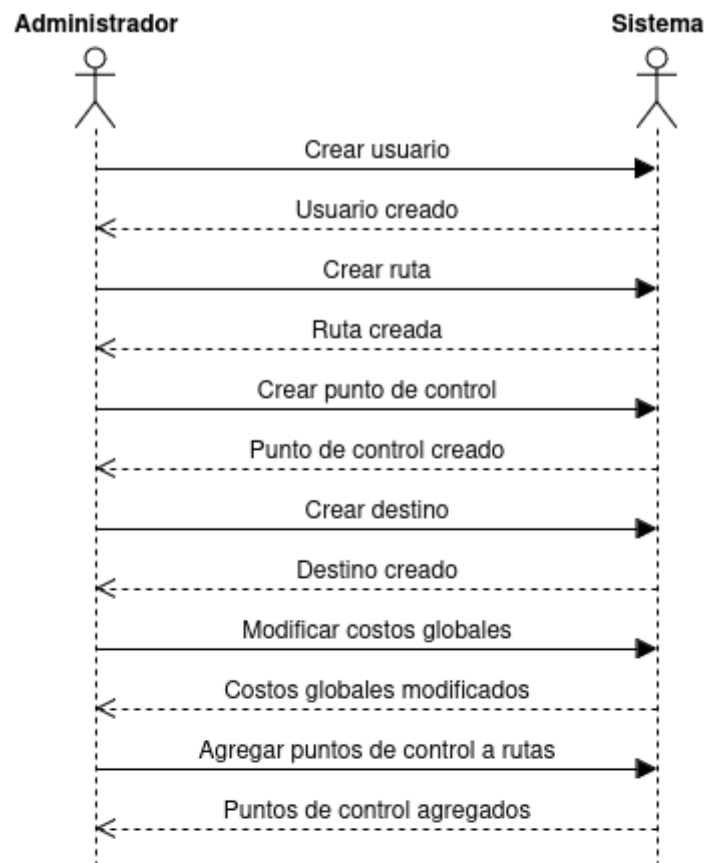 Administrador Sistema
Crear usuario
Usuario creado
Crear ruta
Ruta creada
Crear punto de control
Punto de control creado
Crear destino
Destino creado
Modificar costos globales
Costos globales modificados
Agregar puntos de control a rutas
Puntos de control agregados